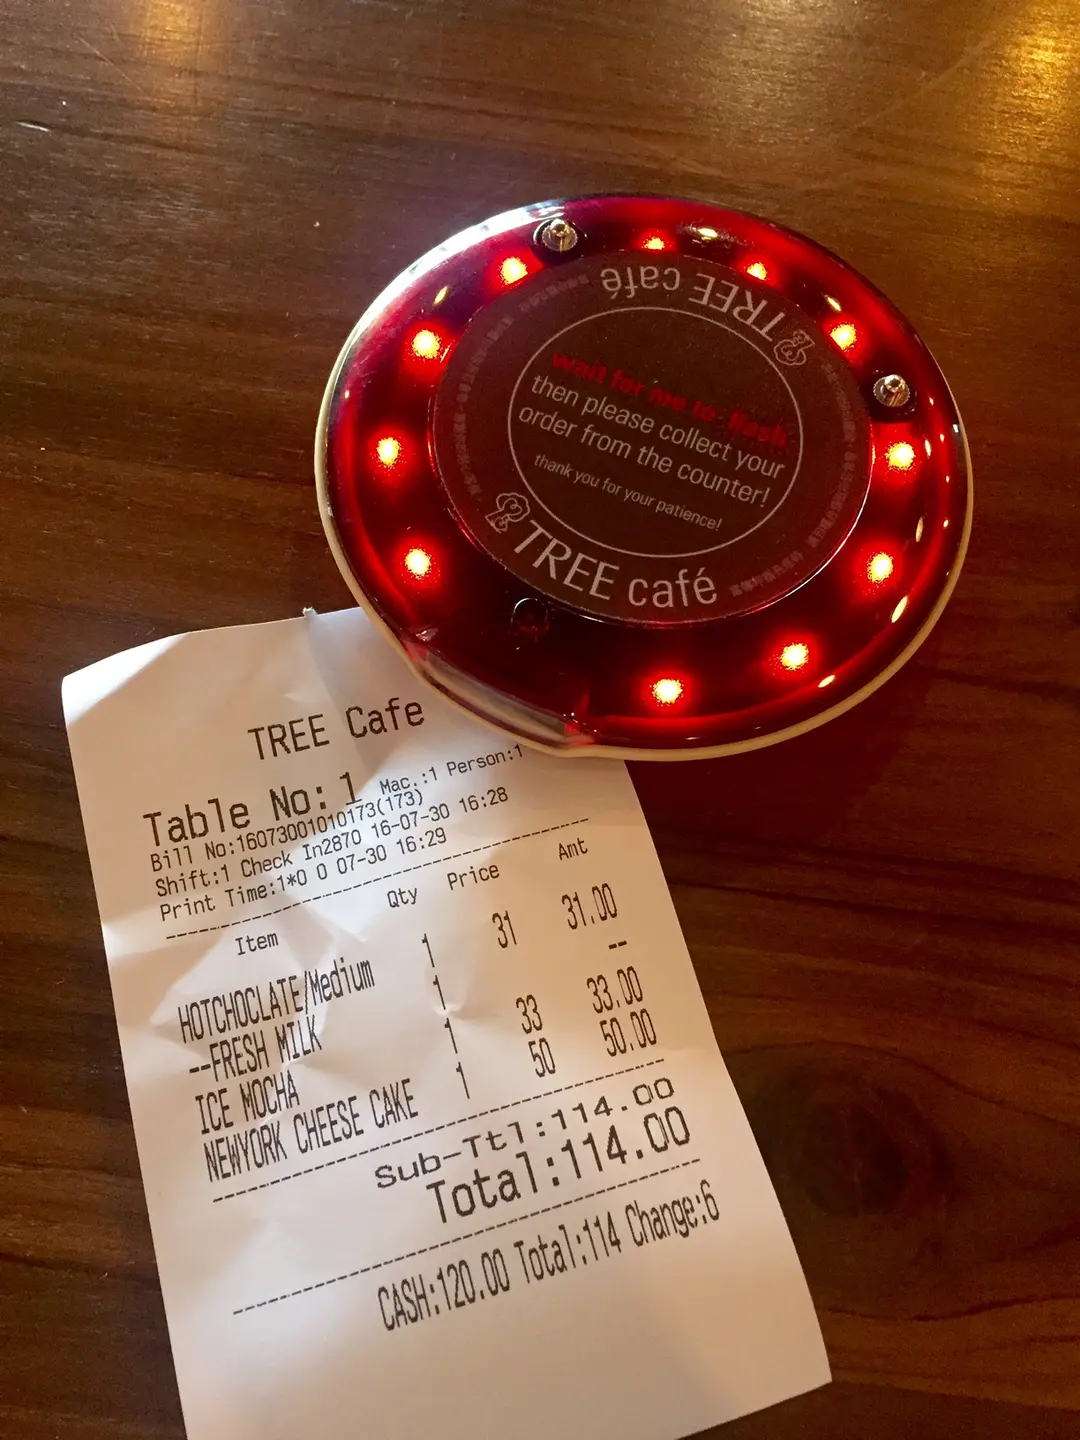 TREE café
wait for me to flash
then please collect your
order from the counter!
thank you for your patience!
TREE café
TREE Cafe
Table No: 1 Mac.:1 Person:1
Bill No:16073001010173(173)
Shift:1 Check In2870 16-07-30 16:28
Print Time:1*0 0 07-30 16:29
Item Qty Price Amt
HOTCHOCLATE/Medium 1 31 31.00
--FRESH MILK 1 --
ICE MOCHA 1 33 33.00
NEWYORK CHEESE CAKE 1 50 50.00
Sub-Ttl:114.00
Total:114.00
CASH:120.00 Total:114 Change:6